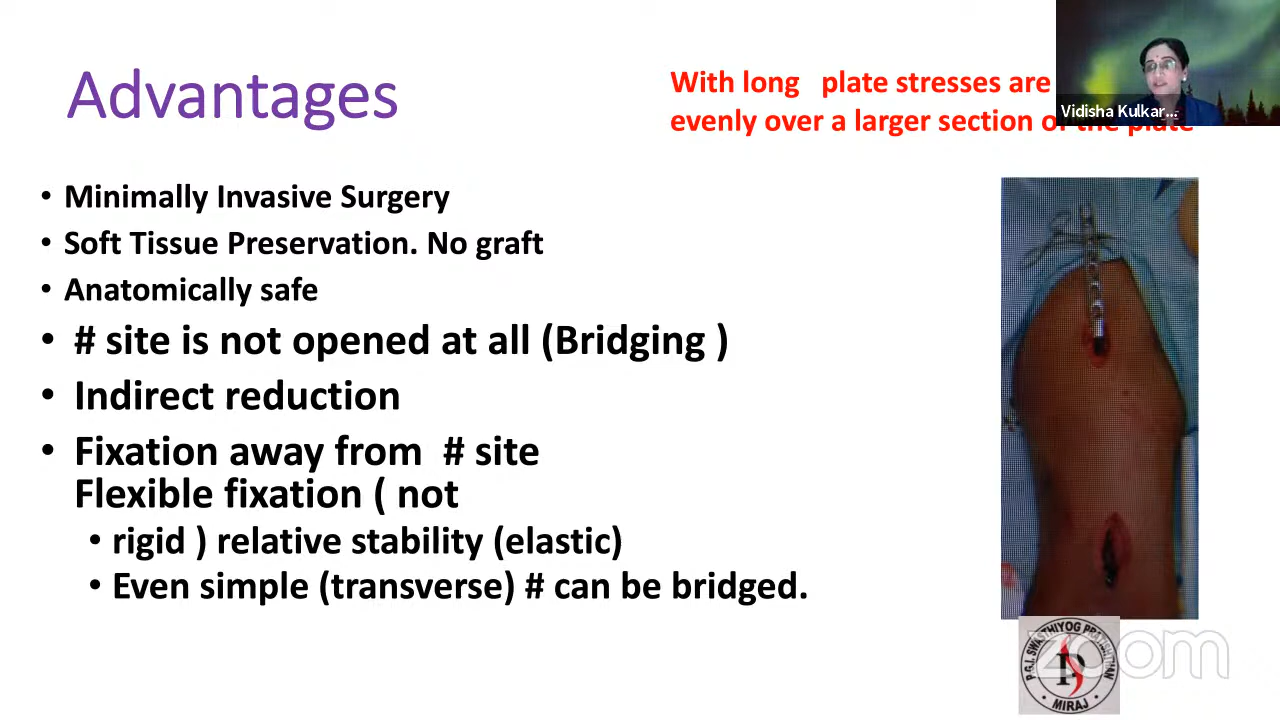 Advantages
With long plate stresses are
evenly over a larger section of the plate
Vidisha Kulkar...
• Minimally Invasive Surgery
• Soft Tissue Preservation. No graft
• Anatomically safe
• # site is not opened at all (Bridging )
• Indirect reduction
• Fixation away from # site
Flexible fixation ( not
• rigid ) relative stability (elastic)
• Even simple (transverse) # can be bridged.
P.G.I. SWASTHIYOG PRATISHTHAN
MIRAJ
zoom